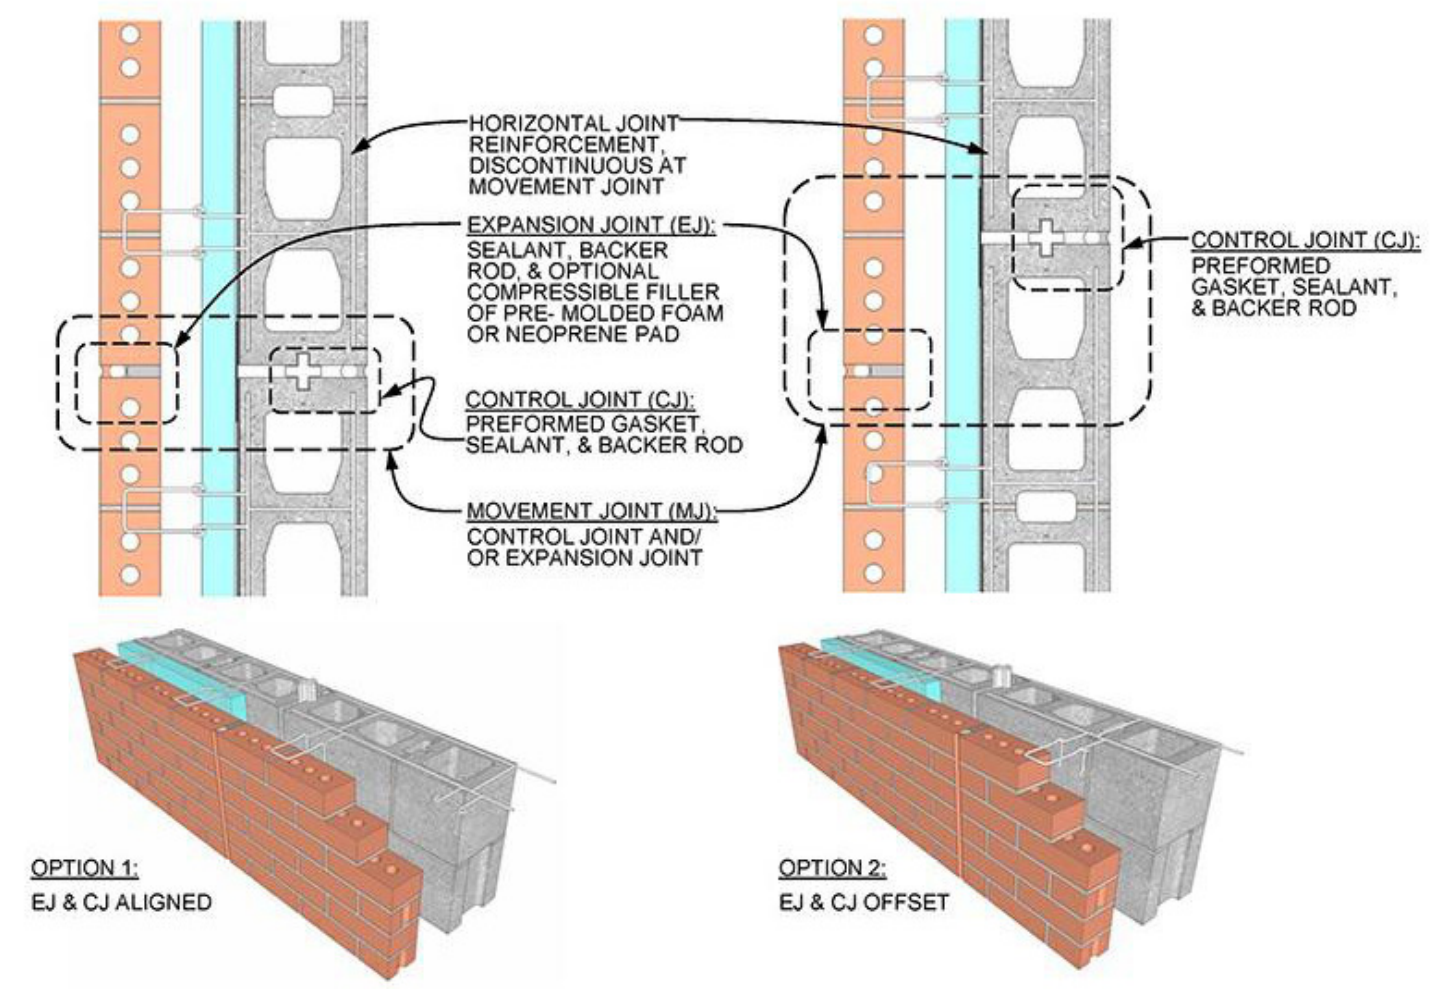 HORIZONTAL JOINT
REINFORCEMENT,
DISCONTINUOUS AT
MOVEMENT JOINT
EXPANSION JOINT (EJ):
SEALANT, BACKER
ROD, & OPTIONAL
COMPRESSIBLE FILLER
OF PRE- MOLDED FOAM
OR NEOPRENE PAD
CONTROL JOINT (CJ):
PREFORMED
GASKET, SEALANT,
& BACKER ROD
CONTROL JOINT (CJ):
PREFORMED GASKET,
SEALANT, & BACKER ROD
MOVEMENT JOINT (MJ):
CONTROL JOINT AND/
OR EXPANSION JOINT
OPTION 1:
EJ & CJ ALIGNED
OPTION 2:
EJ & CJ OFFSET